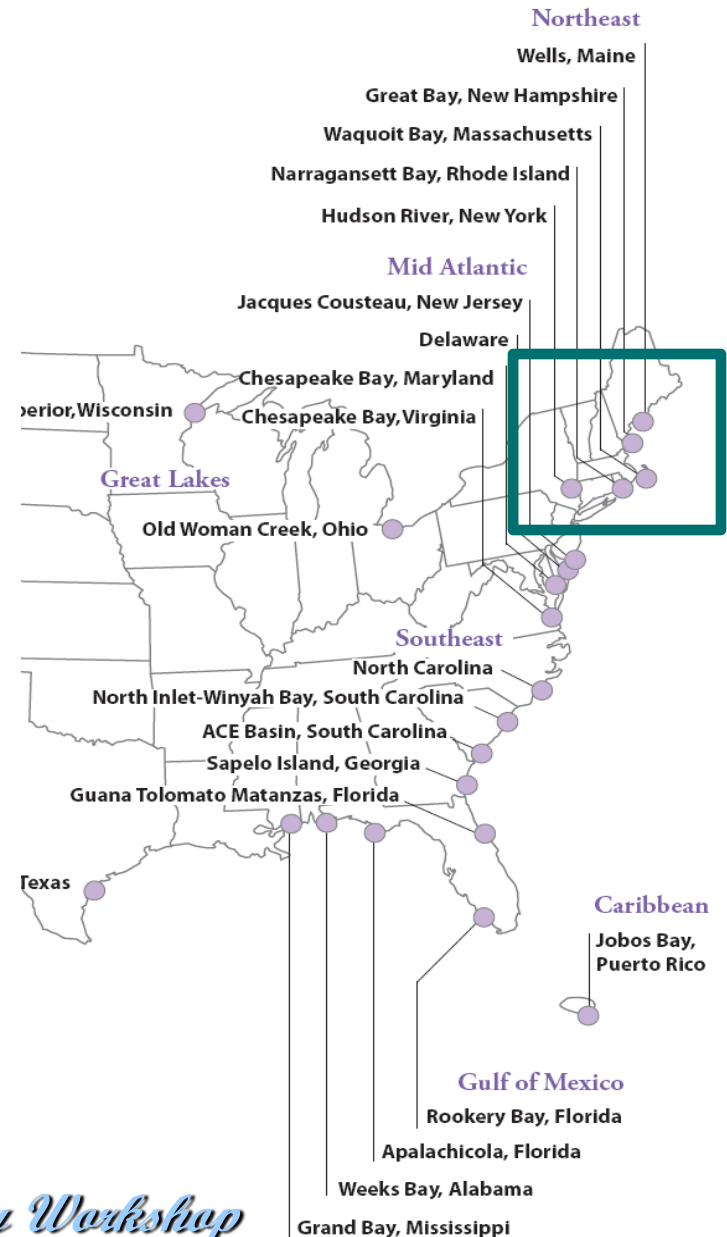 Northeast
Wells, Maine
Great Bay, New Hampshire
Waquoit Bay, Massachusetts
Narragansett Bay, Rhode Island
Hudson River, New York
Mid Atlantic
Jacques Cousteau, New Jersey
Delaware
Chesapeake Bay, Maryland
perior, Wisconsin
Chesapeake Bay, Virginia
Great Lakes
Old Woman Creek, Ohio
Southeast
North Carolina
North Inlet-Winyah Bay, South Carolina
ACE Basin, South Carolina
Sapelo Island, Georgia
Guana Tolomato Matanzas, Florida
Texas
Caribbean
Jobos Bay,
Puerto Rico
Gulf of Mexico
Rookery Bay, Florida
Apalachicola, Florida
Weeks Bay, Alabama
Workshop
Grand Bay, Mississippi